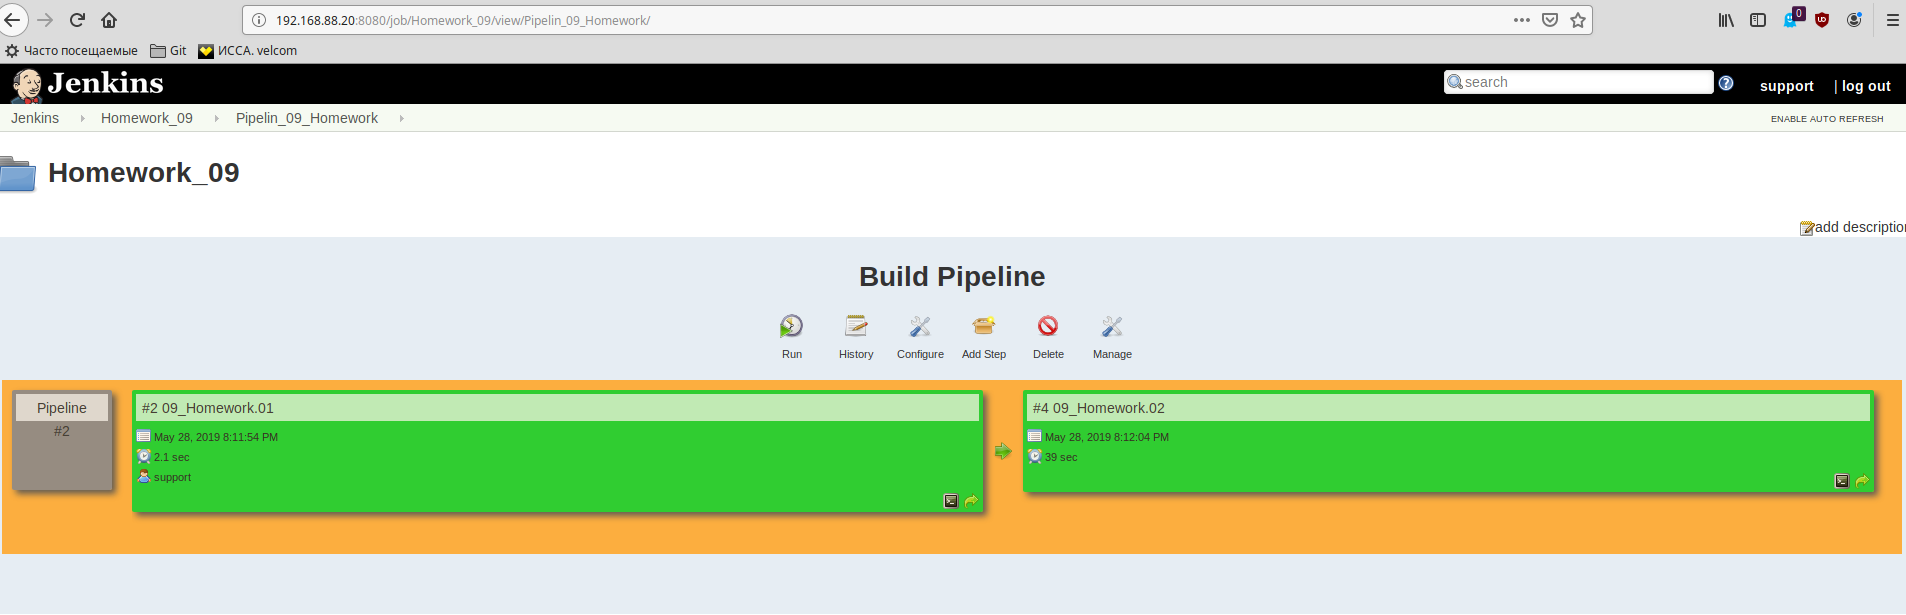 192.168.88.20:8080/job/Homework_09/view/Pipelin_09_Homework/
0
Часто посещаемые Git ИССА. velcom
Jenkins search support | log out
Jenkins Homework_09 Pipelin_09_Homework ENABLE AUTO REFRESH
Homework_09
add description
Build Pipeline
Run History Configure Add Step Delete Manage
Pipeline
#2
#2 09_Homework.01
May 28, 2019 8:11:54 PM
2.1 sec
support
#4 09_Homework.02
May 28, 2019 8:12:04 PM
39 sec